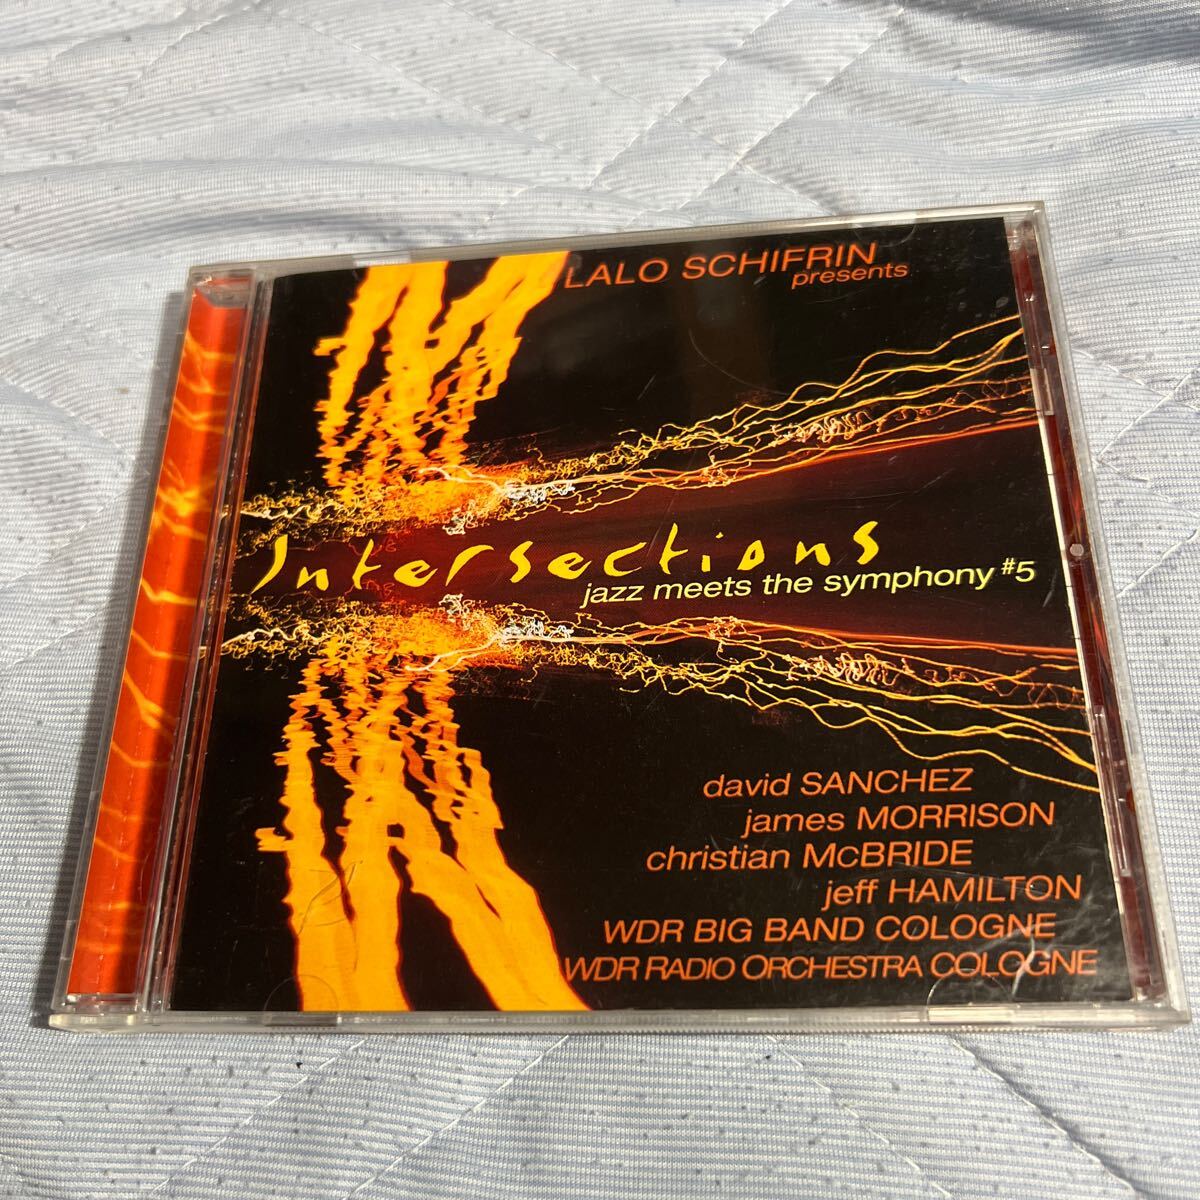 LALO SCHIFRIN
presents
Intersections
jazz meets the symphony #5
david SANCHEZ
james MORRISON
christian McBRIDE
jeff HAMILTON
WDR BIG BAND COLOGNE
WDR RADIO ORCHESTRA COLOGNE